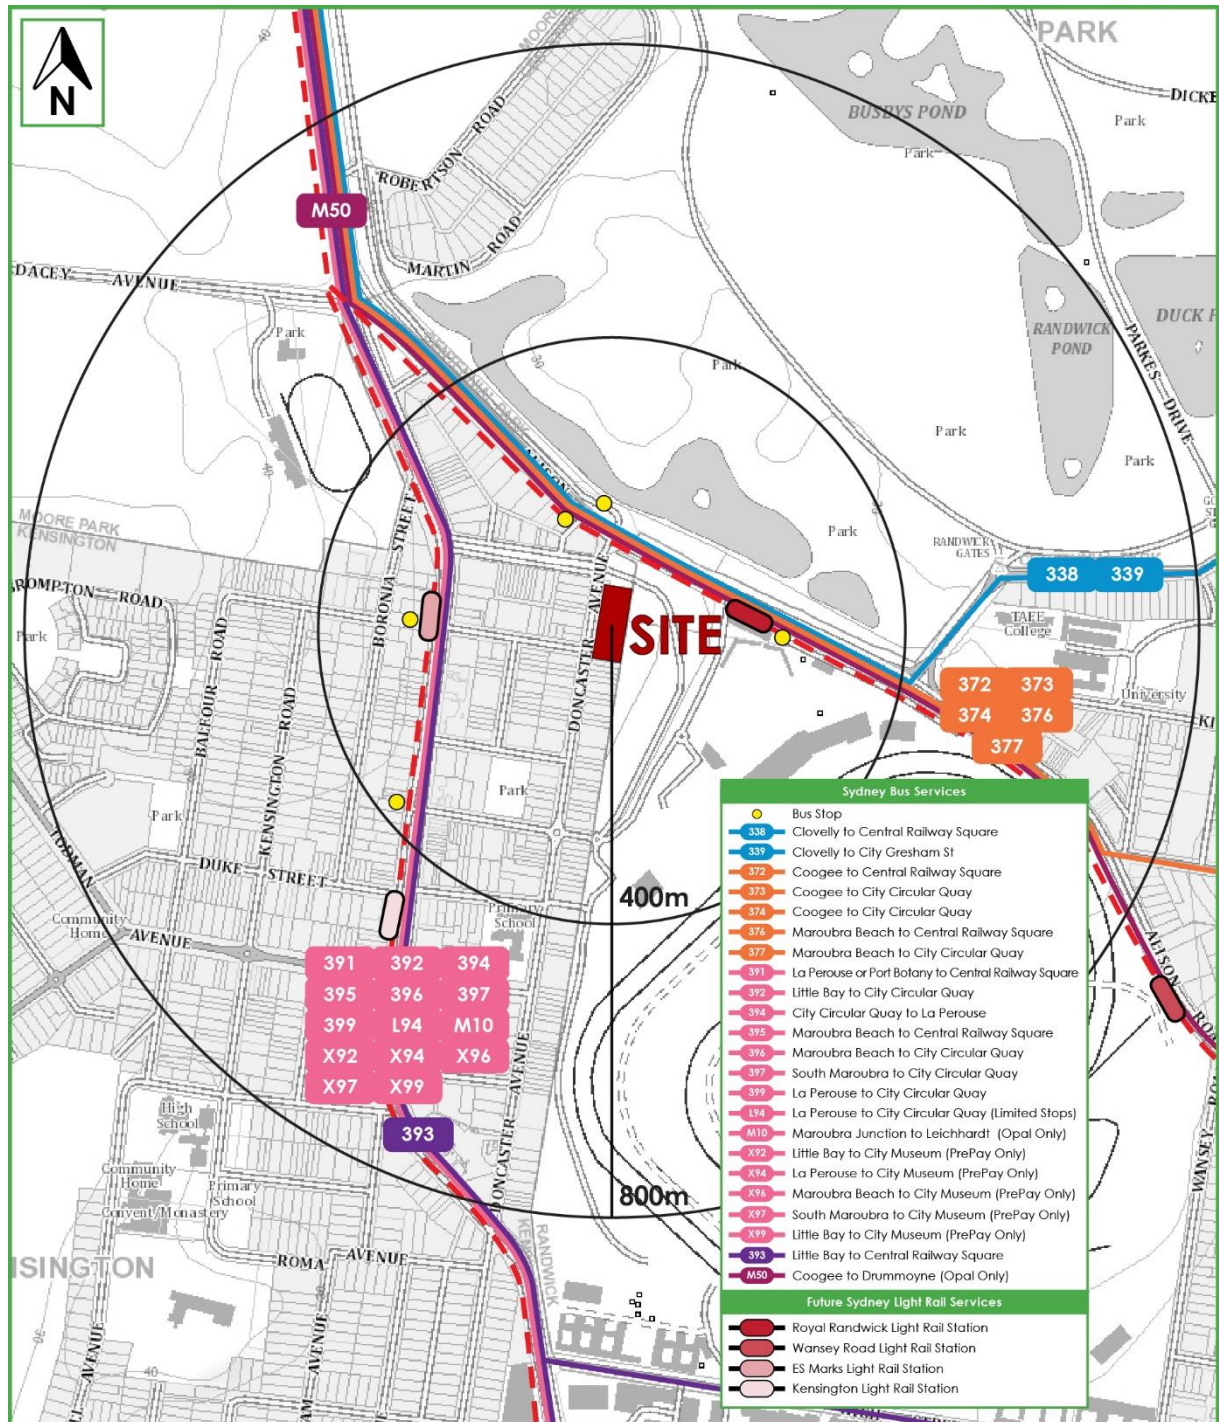 N
PARK
MOORE
BUSBYS POND
DICKE
Park
Park
ROBERTSON ROAD
M50
MARTIN ROAD
DACEY AVENUE
Park
RANDWICK
POND
DUCK P
PARKES DRIVE
Park
Park
Park
MOORE PARK
KENSINGTON
ALISON
Park
RANDWICK
GATES
338 339
BROMPTON ROAD
BORONIA STREET
AVENUE
SITE
TAFE
College
Park
BALFOUR ROAD
DONCASTER
372 373
374 376
377
University
KENSINGTON ROAD
Park
Park
TODMAN
DUKE STREET
400m
Community
Home
AVENUE
Primary
School
ALISON
ROAD
391 392 394
395 396 397
399 L94 M10
X92 X94 X96
X97 X99
393
High
School
DONCASTER AVENUE
Community
Home
Primary
School
Convent/Monastery
800m
WANSEY
RANDWICK
KENSINGTON
ROMA AVENUE
NSINGTON
AVENUE
AVENUE
40
Sydney Bus Services
Bus Stop
338 Clovelly to Central Railway Square
339 Clovelly to City Gresham St
372 Coogee to Central Railway Square
373 Coogee to City Circular Quay
374 Coogee to City Circular Quay
376 Maroubra Beach to Central Railway Square
377 Maroubra Beach to City Circular Quay
391 La Perouse or Port Botany to Central Railway Square
392 Little Bay to City Circular Quay
394 City Circular Quay to La Perouse
395 Maroubra Beach to Central Railway Square
396 Maroubra Beach to City Circular Quay
397 South Maroubra to City Circular Quay
399 La Perouse to City Circular Quay
L94 La Perouse to City Circular Quay (Limited Stops)
M10 Maroubra Junction to Leichhardt (Opal Only)
X92 Little Bay to City Museum (PrePay Only)
X94 La Perouse to City Museum (PrePay Only)
X96 Maroubra Beach to City Museum (PrePay Only)
X97 South Maroubra to City Museum (PrePay Only)
X99 Little Bay to City Museum (PrePay Only)
393 Little Bay to Central Railway Square
M50 Coogee to Drummoyne (Opal Only)
Future Sydney Light Rail Services
Royal Randwick Light Rail Station
Wansey Road Light Rail Station
ES Marks Light Rail Station
Kensington Light Rail Station